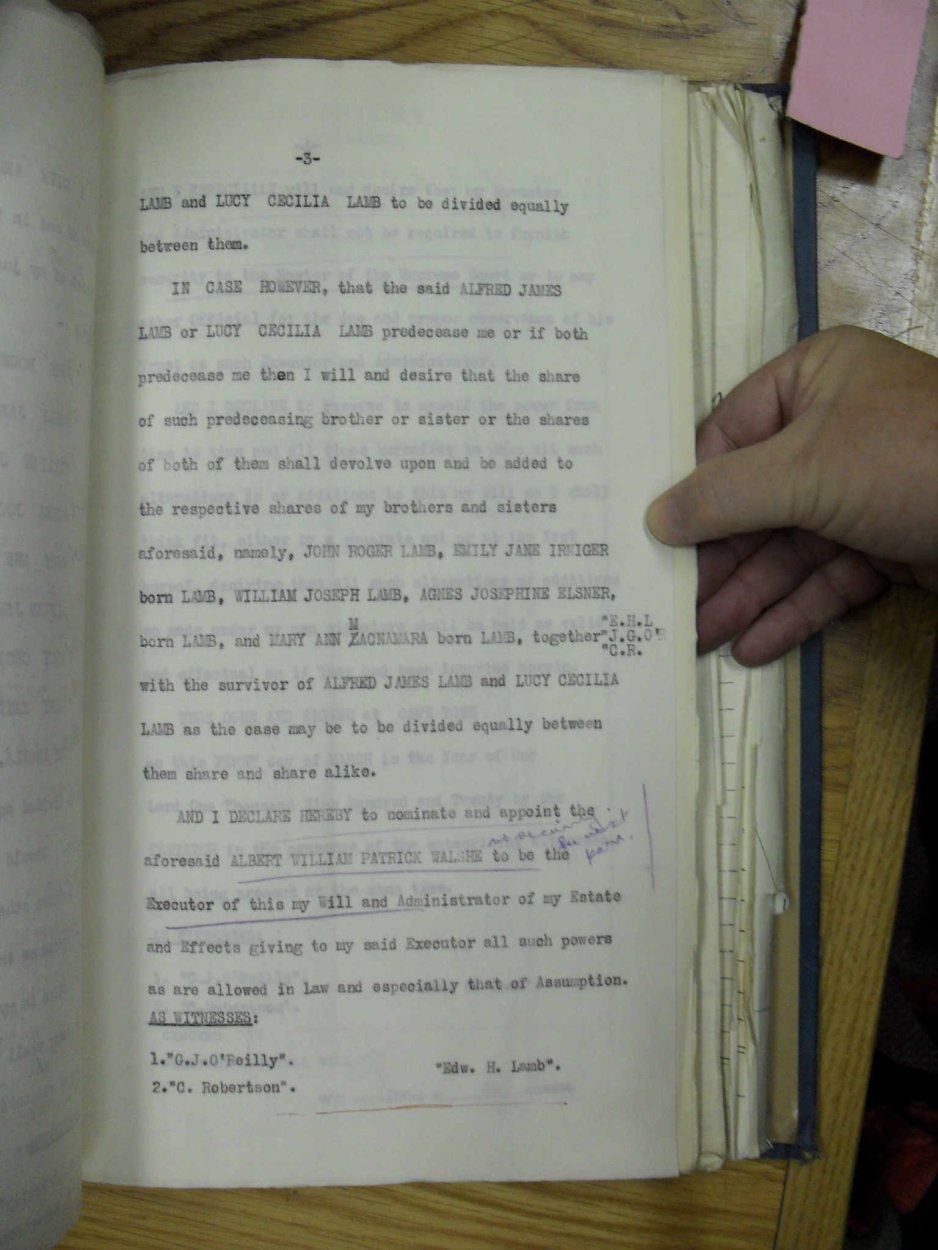 -3-
LAMB and LUCY CECILIA LAMB to be divided equally
between them.
IN CASE HOWEVER, that the said ALFRED JAMES
LAMB or LUCY CECILIA LAMB predecease me or if both
predecease me then I will and desire that the share
of such predeceasing brother or sister or the shares
of both of them shall devolve upon and be added to
the respective shares of my brothers and sisters
aforesaid, namely, JOHN ROGER LAMB, EMILY JANE IRNIGER
born LAMB, WILLIAM JOSEPH LAMB, AGNES JOSEPHINE ELSNER,
born LAMB, and MARY ANN MACNAMARA born LAMB, together
"E.H.L
"J.G.O'R
"C.R.
with the survivor of ALFRED JAMES LAMB and LUCY CECILIA
LAMB as the case may be to be divided equally between
them share and share alike.
AND I DECLARE HEREBY to nominate and appoint the
no security
see next
page.
aforesaid ALBERT WILLIAM PATRICK WALSHE to be the
Executor of this my Will and Administrator of my Estate
and Effects giving to my said Executor all such powers
as are allowed in Law and especially that of Assumption.
AS WITNESSES:
1."G.J.O'Reilly".
"Edw. H. Lamb".
2."C. Robertson".